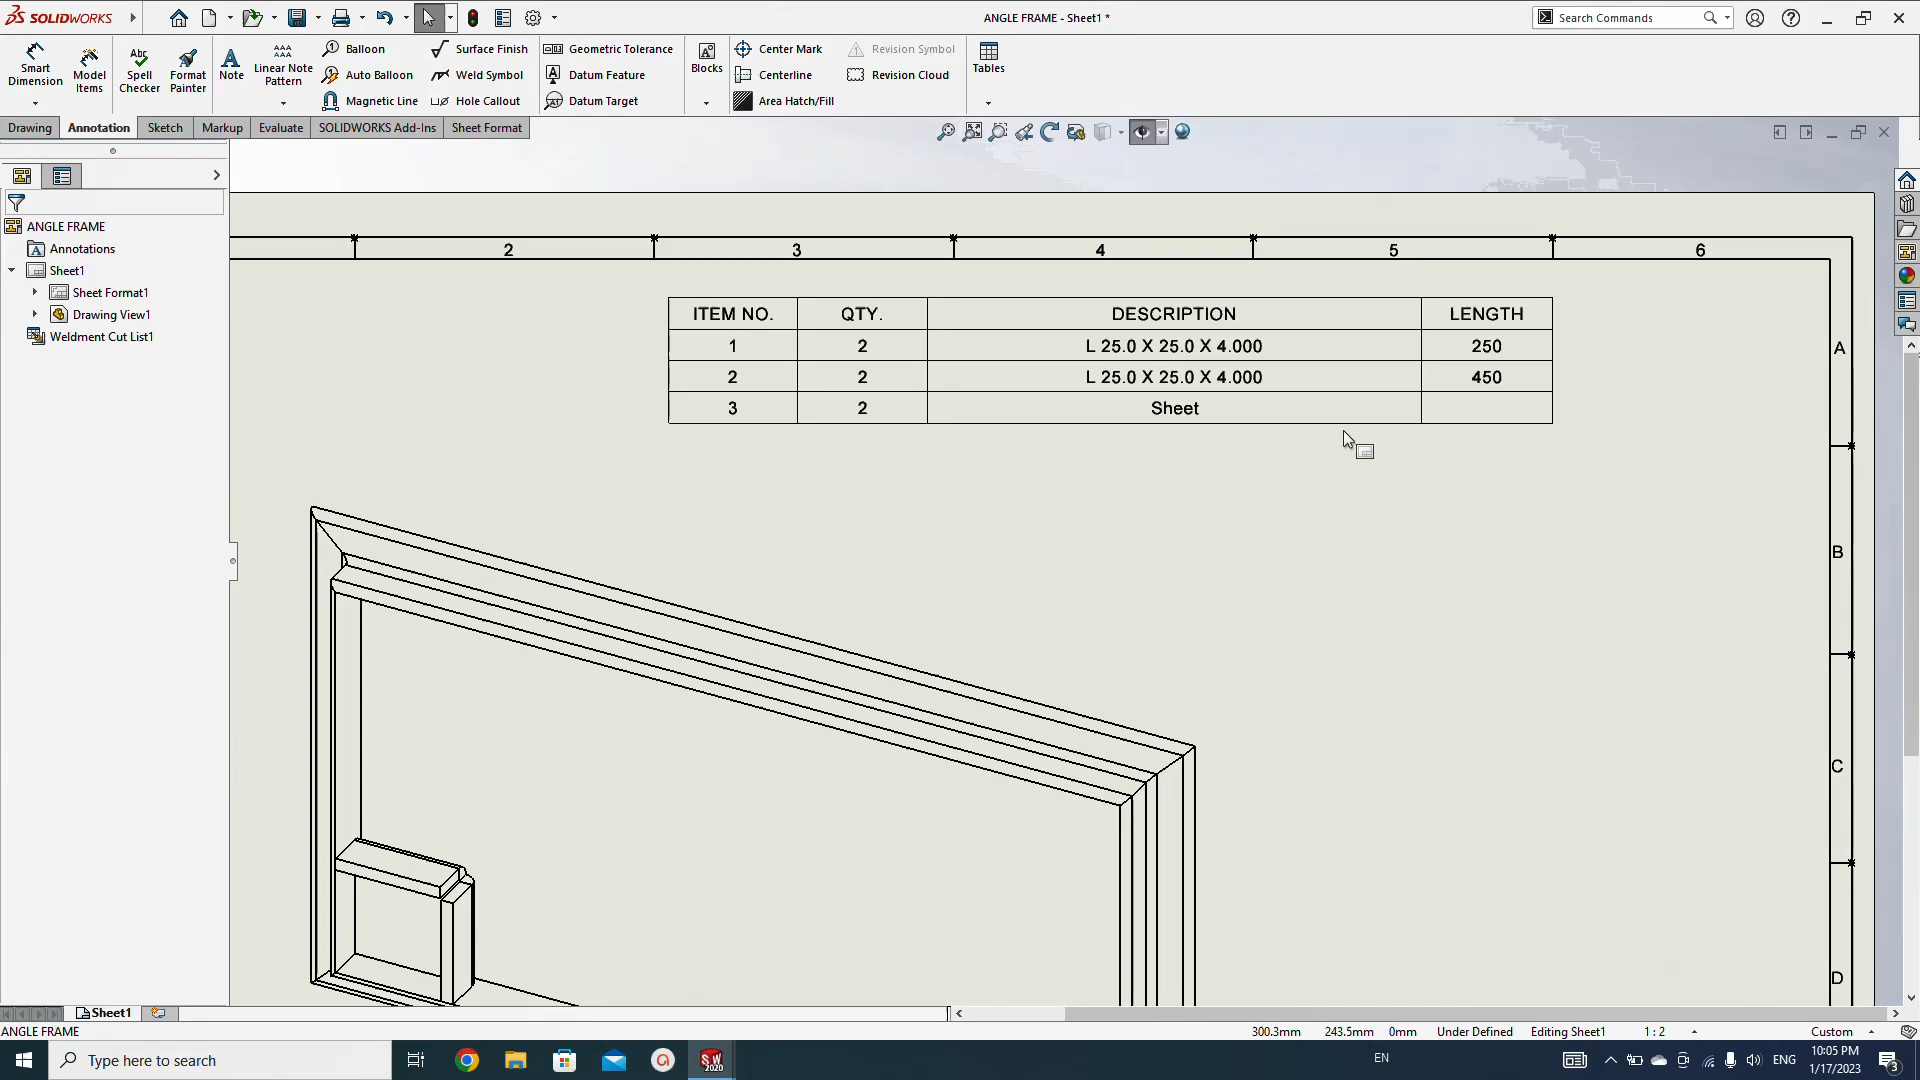 SOLIDWORKS
ANGLE FRAME - Sheet1 *
Search Commands
Smart Dimension
Model Items
Spell Checker
Format Painter
Note
Linear Note Pattern
Balloon
Auto Balloon
Magnetic Line
Surface Finish
Weld Symbol
Hole Callout
Geometric Tolerance
Datum Feature
Datum Target
Blocks
Center Mark
Centerline
Area Hatch/Fill
Revision Symbol
Revision Cloud
Tables
Drawing Annotation Sketch Markup Evaluate SOLIDWORKS Add-Ins Sheet Format
ANGLE FRAME
Annotations
Sheet1
Sheet Format1
Drawing View1
Weldment Cut List1
2 3 4 5 6
ITEM NO. QTY. DESCRIPTION LENGTH
1 2 L 25.0 X 25.0 X 4.000 250
2 2 L 25.0 X 25.0 X 4.000 450
3 2 Sheet
A
B
C
D
Sheet1
ANGLE FRAME
300.3mm 243.5mm 0mm Under Defined Editing Sheet1 1 : 2 Custom
Type here to search
SW 2020
EN
ENG
10:05 PM
1/17/2023
3